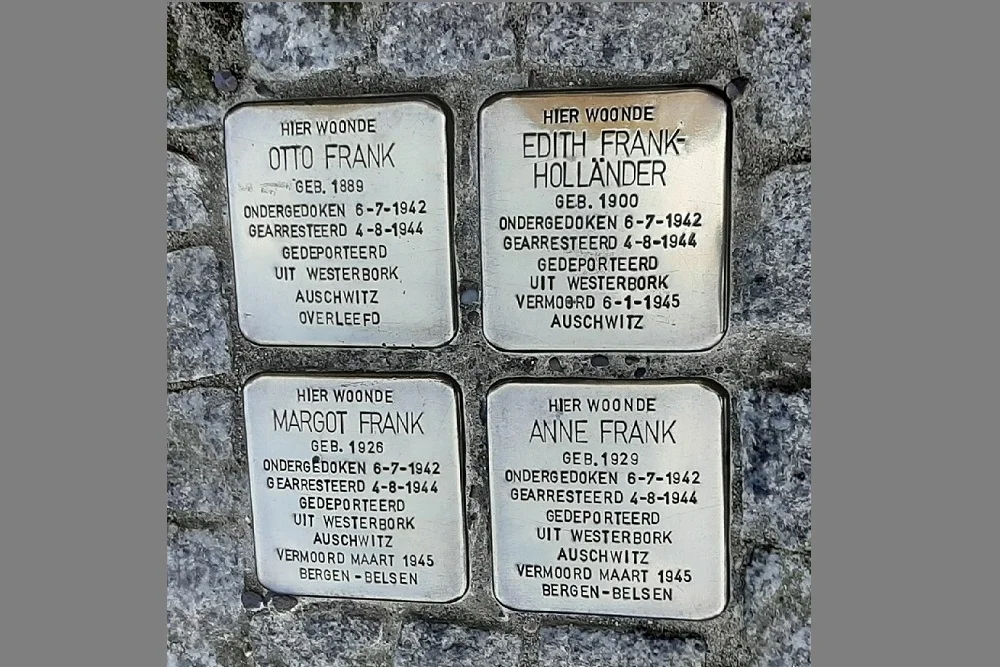 HIER WOONDE
OTTO FRANK
GEB. 1889
ONDERGEDOKEN 6-7-1942
GEARRESTEERD 4-8-1944
GEDEPORTEERD
UIT WESTERBORK
AUSCHWITZ
OVERLEEFD
HIER WOONDE
EDITH FRANK-
HOLLÄNDER
GEB. 1900
ONDERGEDOKEN 6-7-1942
GEARRESTEERD 4-8-1944
GEDEPORTEERD
UIT WESTERBORK
VERMOORD 6-1-1945
AUSCHWITZ
HIER WOONDE
MARGOT FRANK
GEB. 1926
ONDERGEDOKEN 6-7-1942
GEARRESTEERD 4-8-1944
GEDEPORTEERD
UIT WESTERBORK
AUSCHWITZ
VERMOORD MAART 1945
BERGEN-BELSEN
HIER WOONDE
ANNE FRANK
GEB. 1929
ONDERGEDOKEN 6-7-1942
GEARRESTEERD 4-8-1944
GEDEPORTEERD
UIT WESTERBORK
AUSCHWITZ
VERMOORD MAART 1945
BERGEN-BELSEN